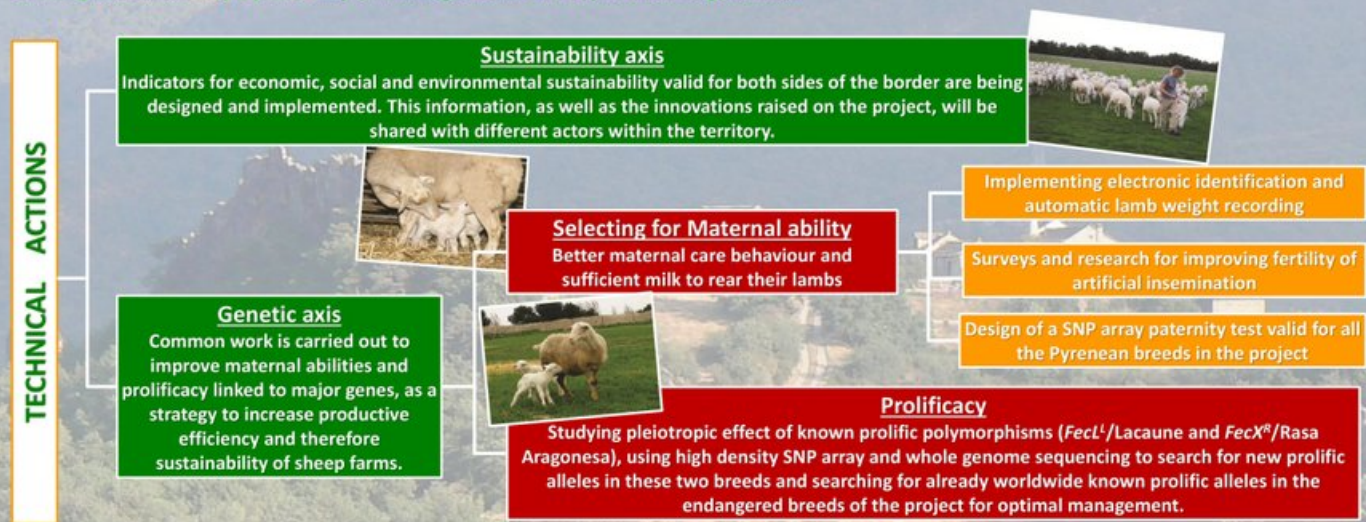 TECHNICAL ACTIONS
Sustainability axis
Indicators for economic, social and environmental sustainability valid for both sides of the border are being
designed and implemented. This information, as well as the innovations raised on the project, will be
shared with different actors within the territory.
Genetic axis
Common work is carried out to
improve maternal abilities and
prolificacy linked to major genes, as a
strategy to increase productive
efficiency and therefore
sustainability of sheep farms.
Selecting for Maternal ability
Better maternal care behaviour and
sufficient milk to rear their lambs
Implementing electronic identification and
automatic lamb weight recording
Surveys and research for improving fertility of
artificial insemination
Design of a SNP array paternity test valid for all
the Pyrenean breeds in the project
Prolificacy
Studying pleiotropic effect of known prolific polymorphisms (FecLᴸ/Lacaune and FecXᴿ/Rasa
Aragonesa), using high density SNP array and whole genome sequencing to search for new prolific
alleles in these two breeds and searching for already worldwide known prolific alleles in the
endangered breeds of the project for optimal management.